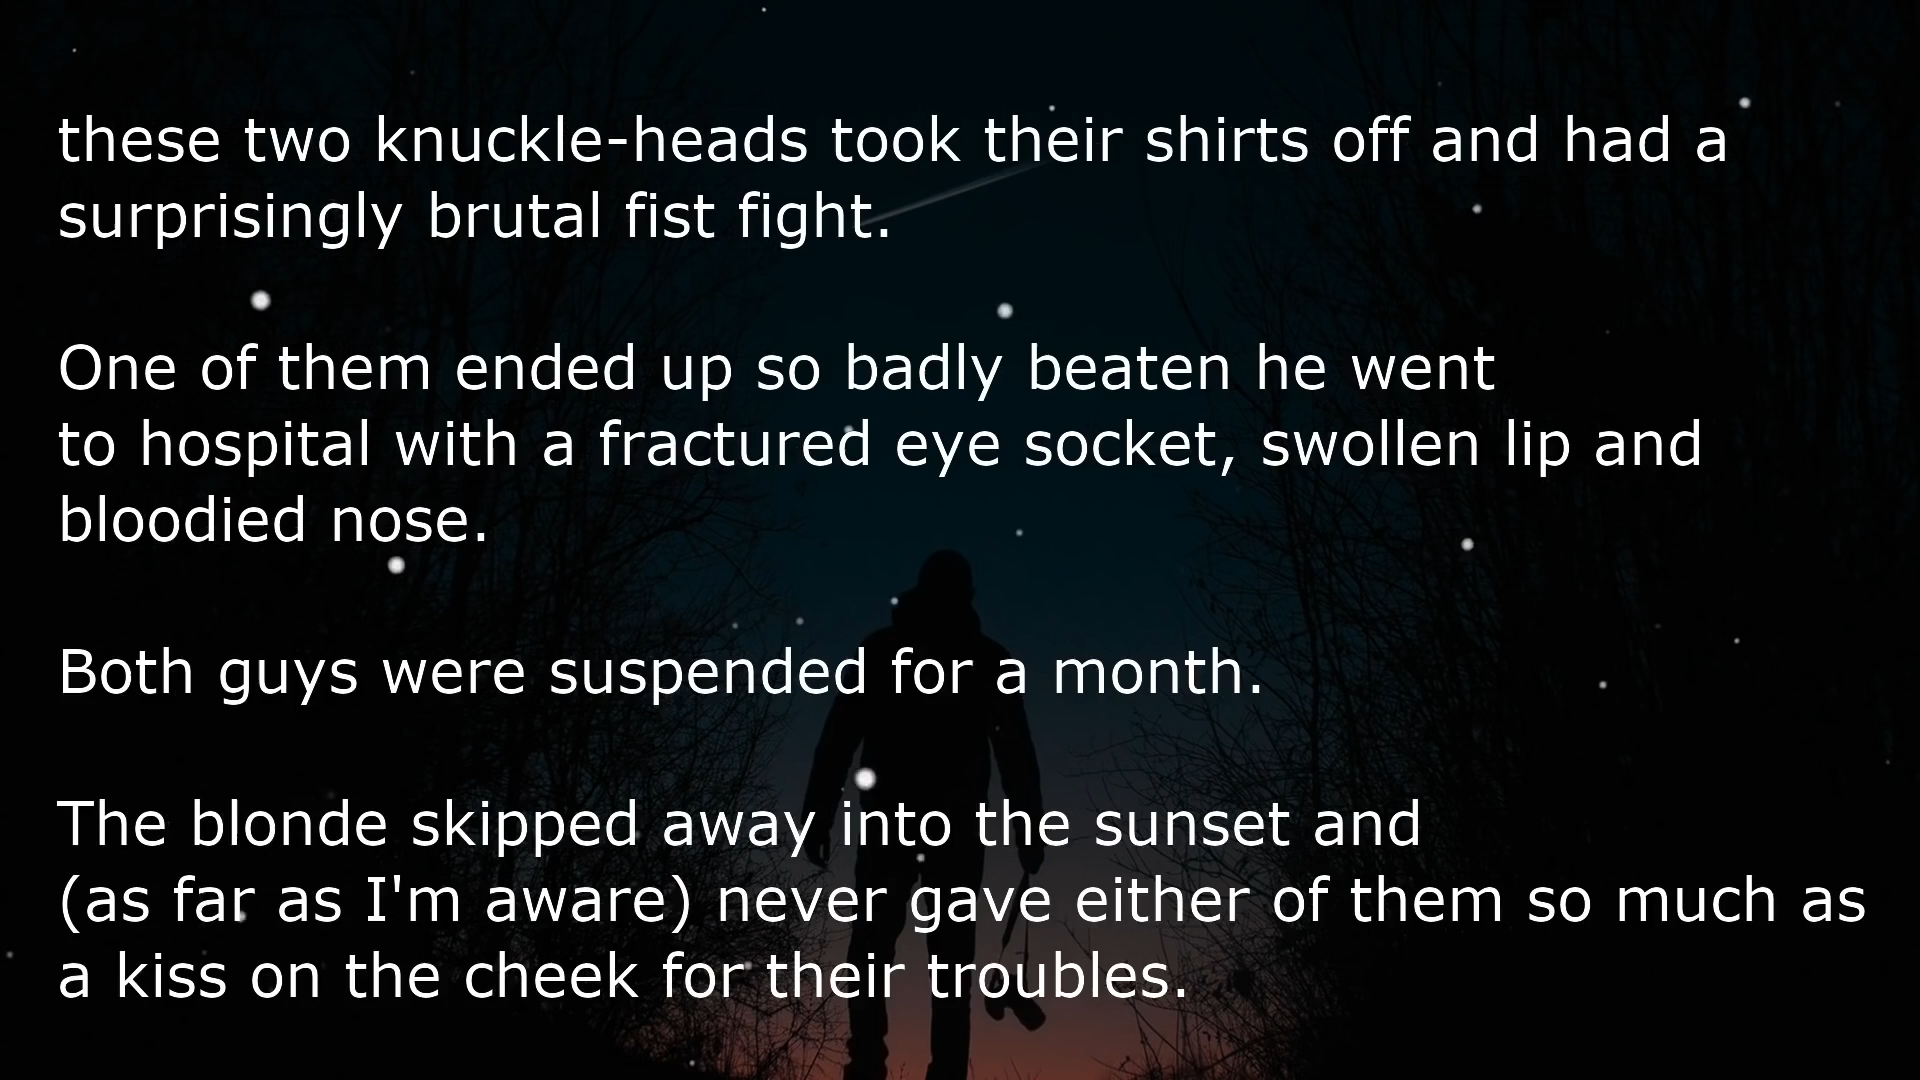 these two knuckle-heads took their shirts off and had a
surprisingly brutal fist fight.
One of them ended up so badly beaten he went
to hospital with a fractured eye socket, swollen lip and
bloodied nose.
Both guys were suspended for a month.
The blonde skipped away into the sunset and
(as far as I'm aware) never gave either of them so much as
a kiss on the cheek for their troubles.